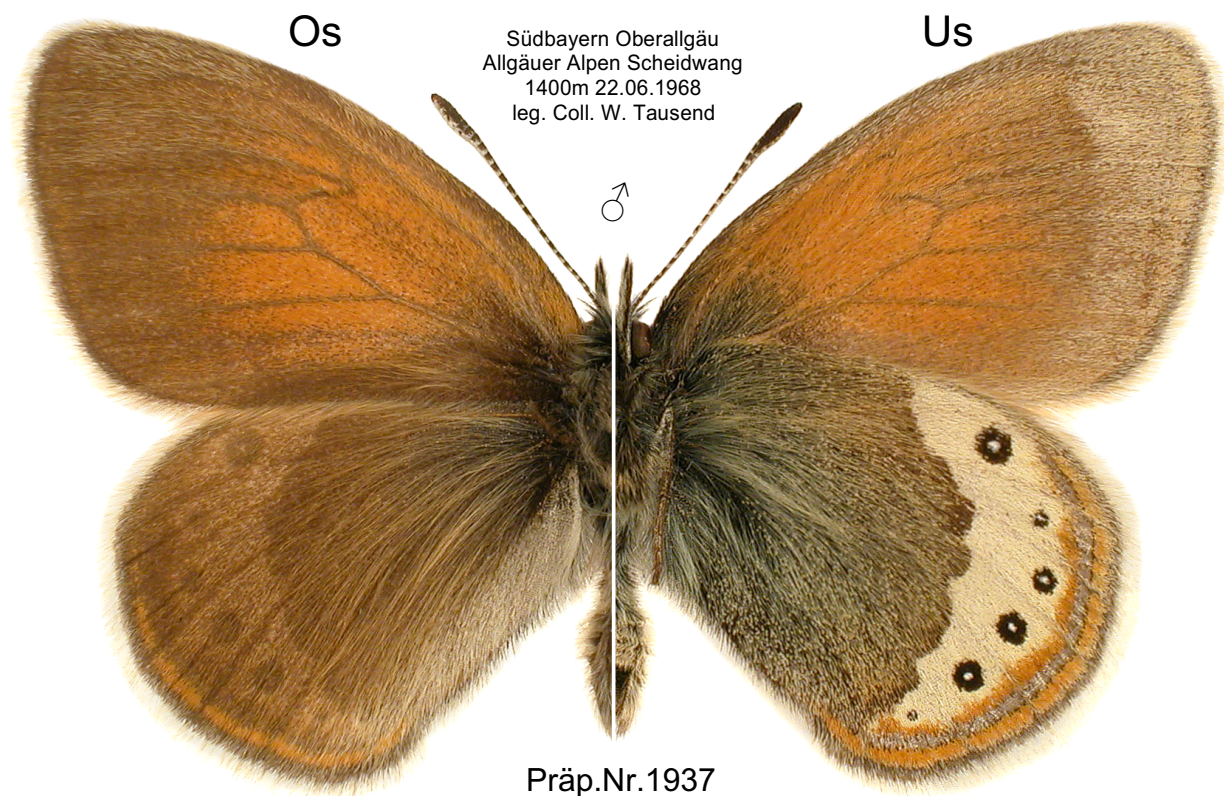 Os
Südbayern Oberallgäu
Allgäuer Alpen Scheidwang
1400m 22.06.1968
leg. Coll. W. Tausend
Us
♂
Präp.Nr.1937